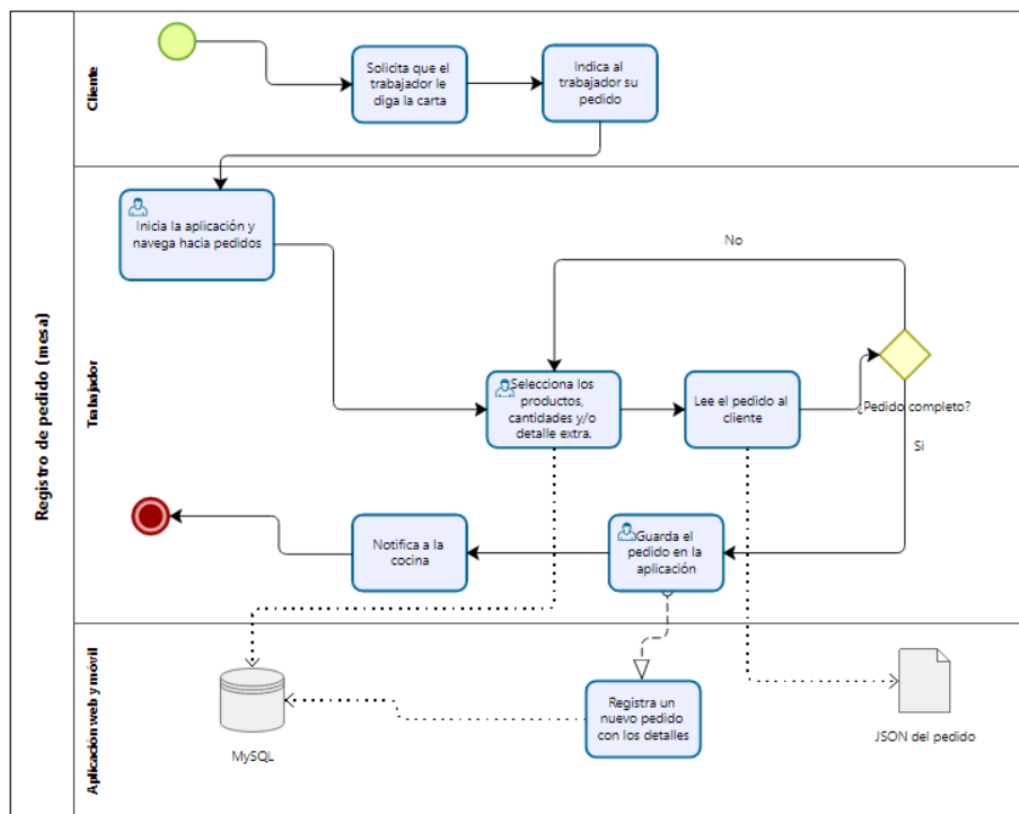 Registro de pedido (mesa)
Cliente
Solicita que el
trabajador le
diga la carta
Indica al
trabajador su
pedido
Trabajador
Inicia la aplicación y
navega hacia pedidos
No
Selecciona los
productos,
cantidades y/o
detalle extra.
Lee el pedido al
cliente
¿Pedido completo?
Si
Notifica a la
cocina
Guarda el
pedido en la
aplicación
Aplicación web y móvil
MySQL
Registra un
nuevo pedido
con los detalles
JSON del pedido